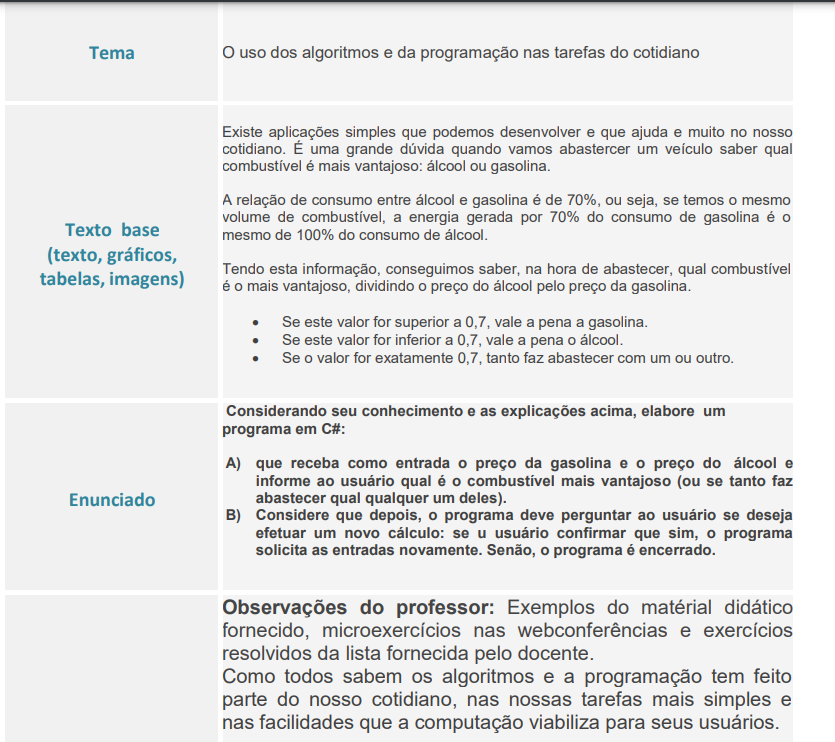 Tema
O uso dos algoritmos e da programação nas tarefas do cotidiano
Texto base
(texto, gráficos,
tabelas, imagens)
Existe aplicações simples que podemos desenvolver e que ajuda e muito no nosso
cotidiano. É uma grande dúvida quando vamos abastercer um veículo saber qual
combustível é mais vantajoso: álcool ou gasolina.
A relação de consumo entre álcool e gasolina é de 70%, ou seja, se temos o mesmo
volume de combustível, a energia gerada por 70% do consumo de gasolina é o
mesmo de 100% do consumo de álcool.
Tendo esta informação, conseguimos saber, na hora de abastecer, qual combustível
é o mais vantajoso, dividindo o preço do álcool pelo preço da gasolina.
• Se este valor for superior a 0,7, vale a pena a gasolina.
• Se este valor for inferior a 0,7, vale a pena o álcool.
• Se o valor for exatamente 0,7, tanto faz abastecer com um ou outro.
Enunciado
Considerando seu conhecimento e as explicações acima, elabore um
programa em C#:
A) que receba como entrada o preço da gasolina e o preço do álcool e
informe ao usuário qual é o combustível mais vantajoso (ou se tanto faz
abastecer qual qualquer um deles).
B) Considere que depois, o programa deve perguntar ao usuário se deseja
efetuar um novo cálculo: se u usuário confirmar que sim, o programa
solicita as entradas novamente. Senão, o programa é encerrado.
Observações do professor: Exemplos do matérial didático
fornecido, microexercícios nas webconferências e exercícios
resolvidos da lista fornecida pelo docente.
Como todos sabem os algoritmos e a programação tem feito
parte do nosso cotidiano, nas nossas tarefas mais simples e
nas facilidades que a computação viabiliza para seus usuários.